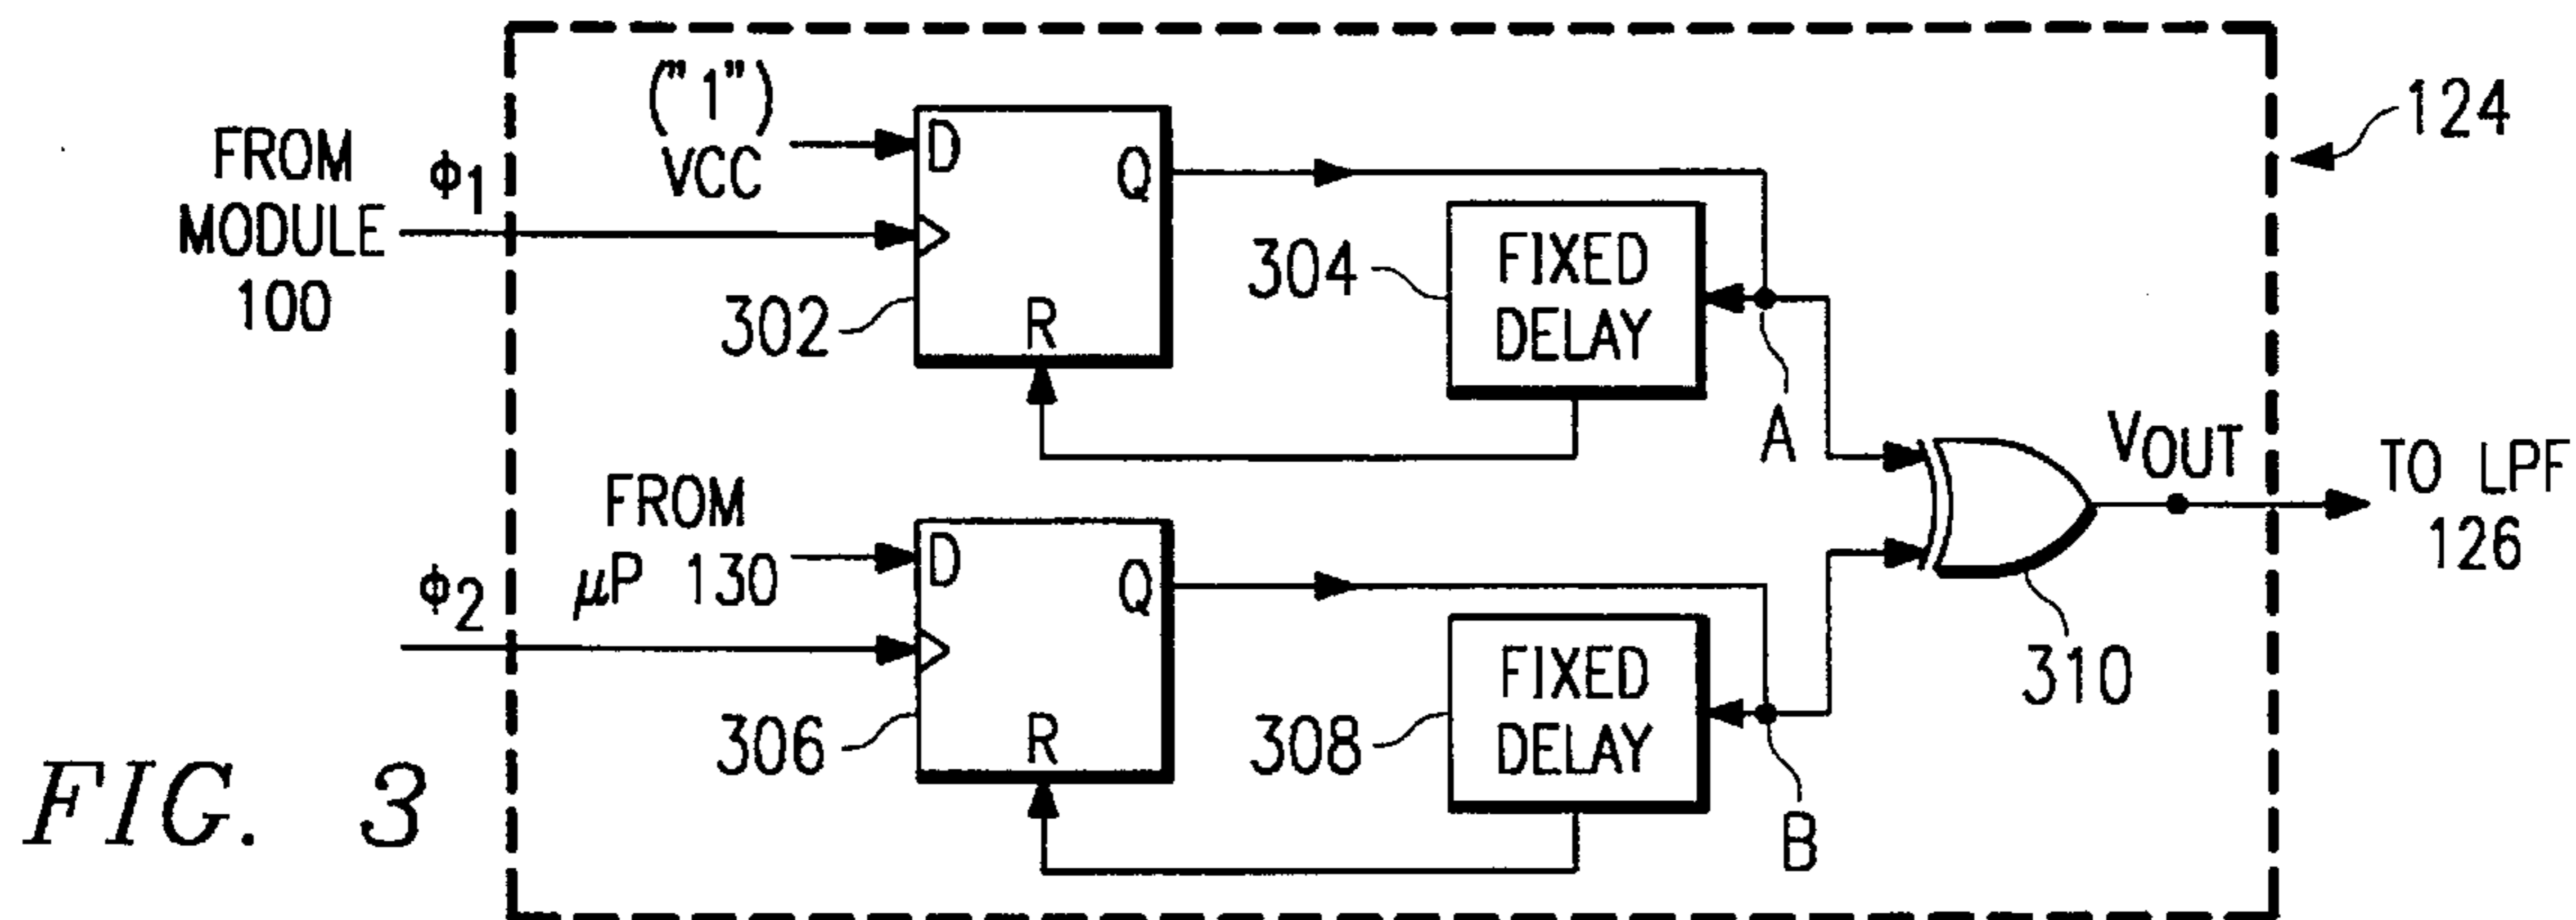 ("1")
VCC
FROM
MODULE
100
ϕ1
D
Q
R
302
FIXED
DELAY
304
A
124
FROM
μP 130
ϕ2
D
Q
R
306
FIXED
DELAY
308
B
310
VOUT
TO LPF
126
FIG. 3